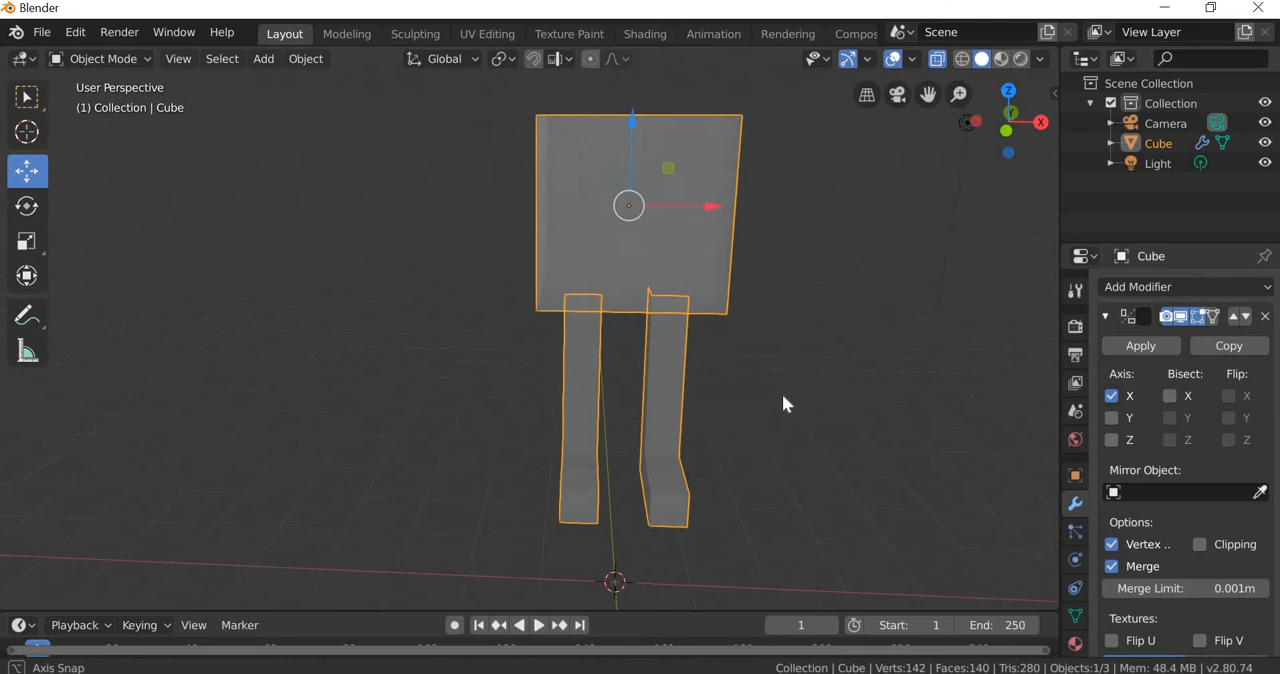 Blender
File Edit Render Window Help Layout Modeling Sculpting UV Editing Texture Paint Shading Animation Rendering Compos Scene View Layer
Object Mode View Select Add Object Global
User Perspective
(1) Collection | Cube
Z
Y
X
Scene Collection
Collection
Camera
Cube
Light
Cube
Add Modifier
Apply Copy
Axis: Bisect: Flip:
X X X
Y Y Y
Z Z Z
Mirror Object:
Options:
Vertex .. Clipping
Merge
Merge Limit: 0.001m
Textures:
Flip U Flip V
Playback Keying View Marker 1 Start: 1 End: 250
Axis Snap
Collection | Cube | Verts:142 | Faces:140 | Tris:280 | Objects:1/3 | Mem: 48.4 MB | v2.80.74